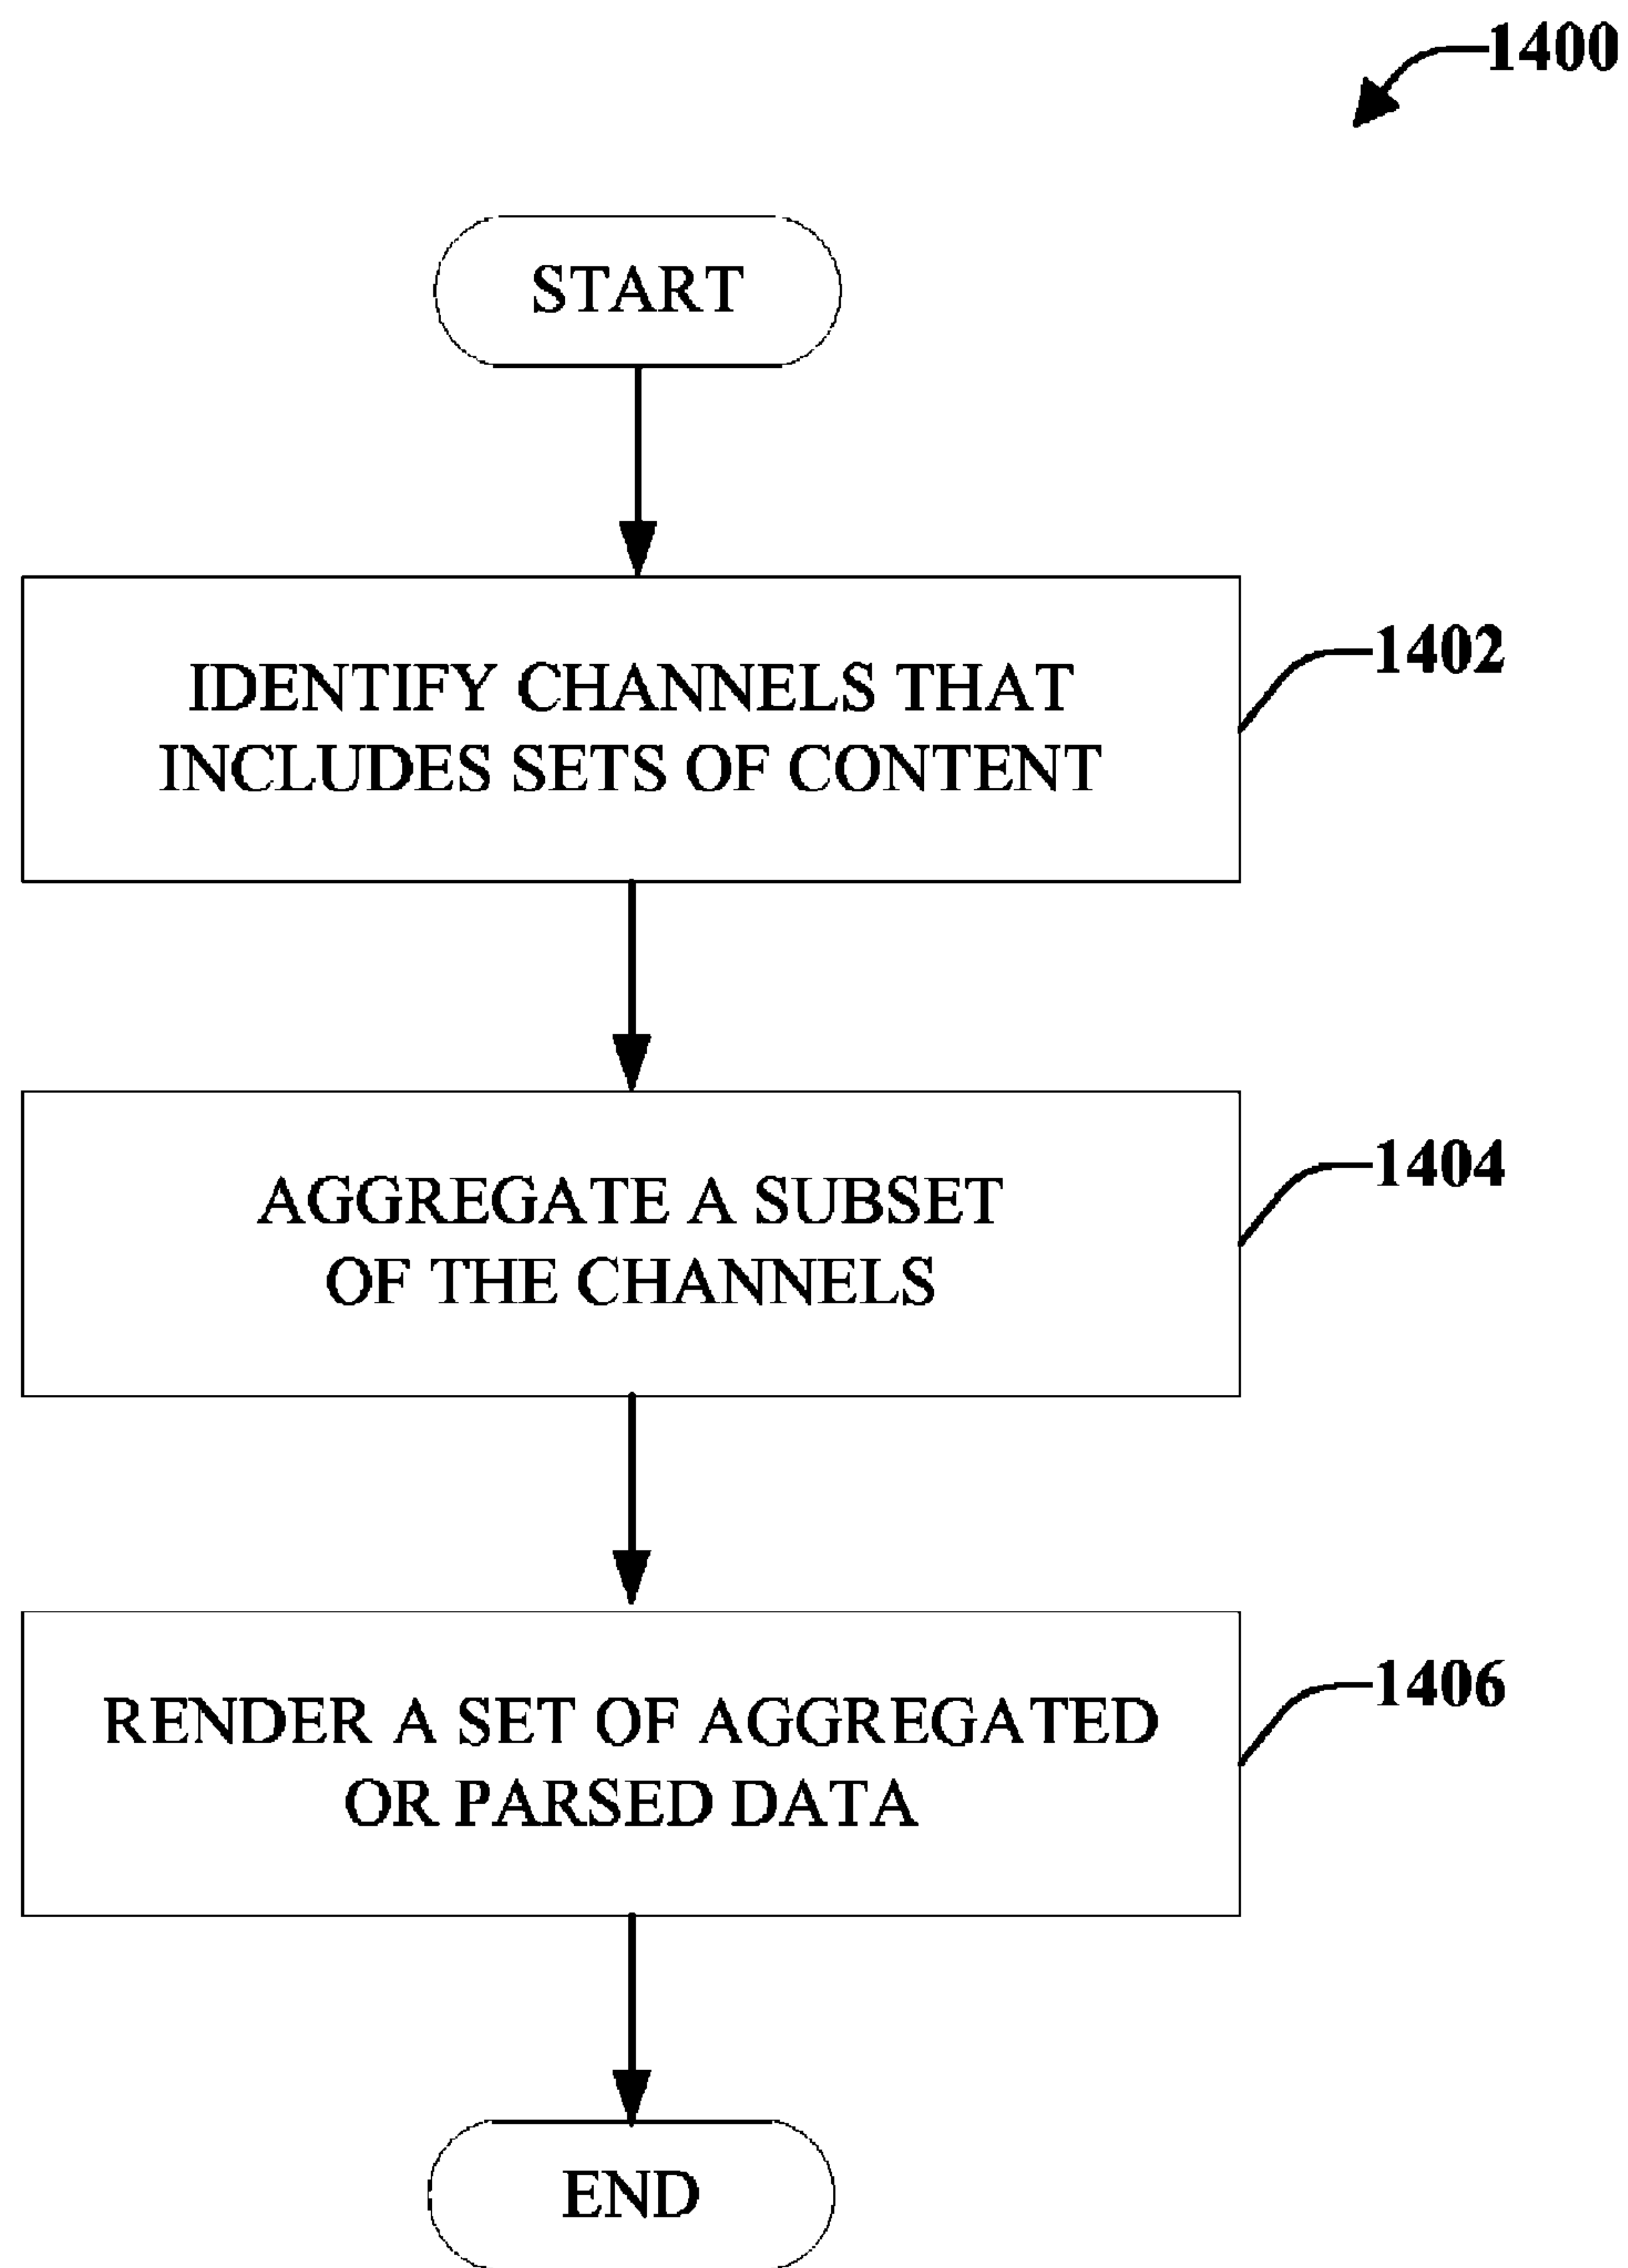 1400
START
IDENTIFY CHANNELS THAT
INCLUDES SETS OF CONTENT
1402
AGGREGATE A SUBSET
OF THE CHANNELS
1404
RENDER A SET OF AGGREGATED
OR PARSED DATA
1406
END